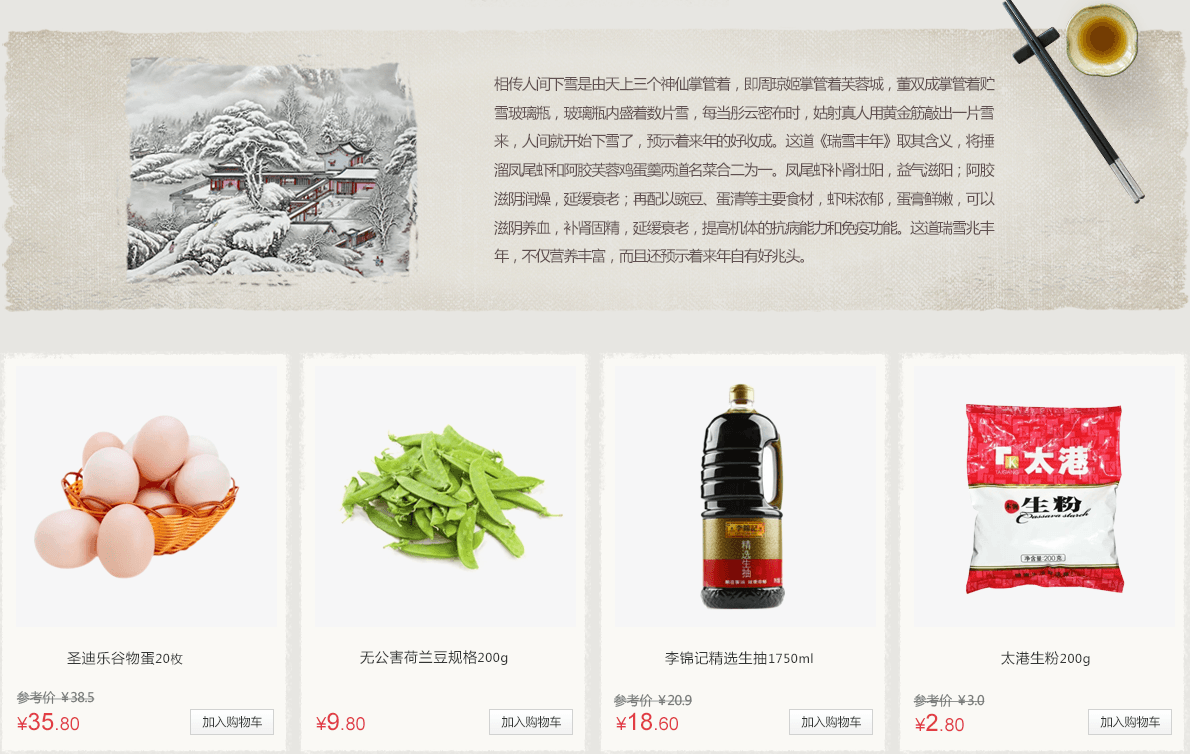 相传人间下雪是由天上三个神仙掌管着，即周琼姬掌管着芙蓉城，董双成掌管着贮
雪玻璃瓶，玻璃瓶内盛着数片雪，每当彤云密布时，姑射真人用黄金筯敲出一片雪
来，人间就开始下雪了，预示着来年的好收成。这道《瑞雪丰年》取其含义，将捶
溜凤尾虾和阿胶芙蓉鸡蛋羹两道名菜合二为一。凤尾虾补肾壮阳，益气滋阳；阿胶
滋阴润燥，延缓衰老；再配以豌豆、蛋清等主要食材，虾味浓郁，蛋膏鲜嫩，可以
滋阴养血，补肾固精，延缓衰老，提高机体的抗病能力和免疫功能。这道瑞雪兆丰
年，不仅营养丰富，而且还预示着来年自有好兆头。
李锦记
精选生抽
太港
生粉
Cassava starch
净含量:200克
圣迪乐谷物蛋20枚
无公害荷兰豆规格200g
李锦记精选生抽1750ml
太港生粉200g
参考价 ¥38.5
参考价 ¥20.9
参考价 ¥3.0
¥35.80
加入购物车
¥9.80
加入购物车
¥18.60
加入购物车
¥2.80
加入购物车